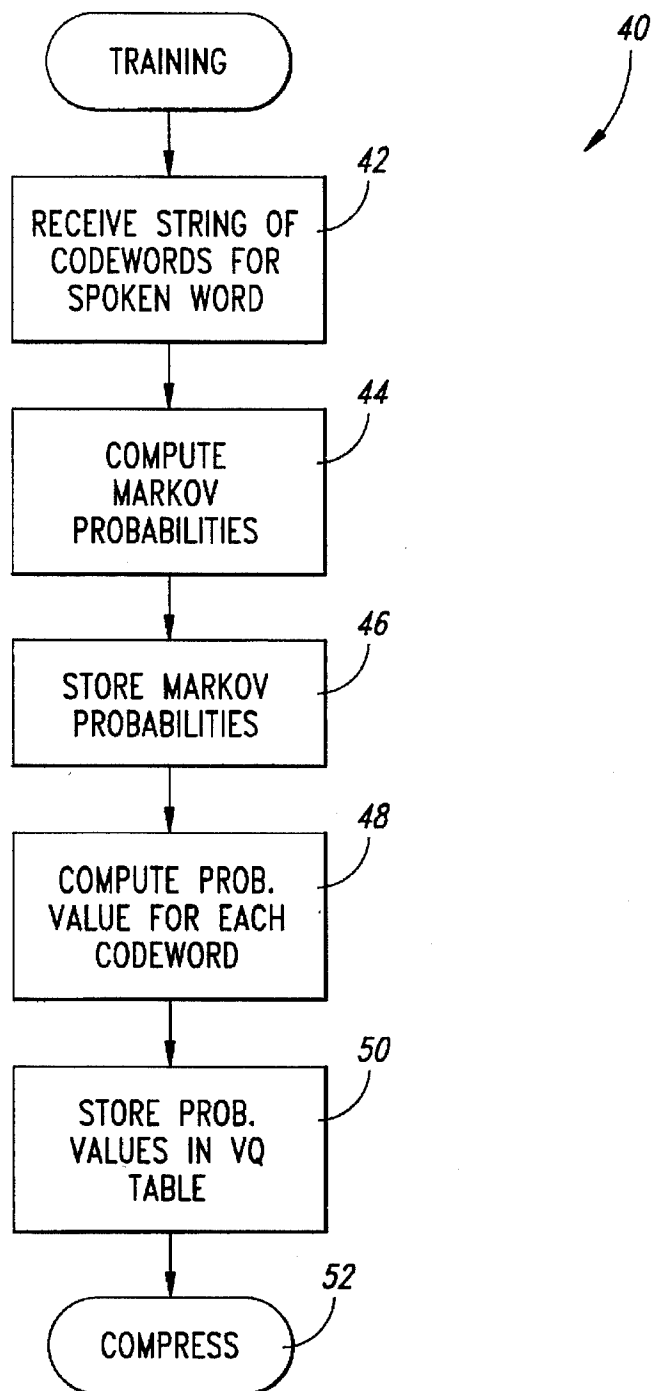 40
TRAINING
42
RECEIVE STRING OF
CODEWORDS FOR
SPOKEN WORD
44
COMPUTE
MARKOV
PROBABILITIES
46
STORE MARKOV
PROBABILITIES
48
COMPUTE PROB.
VALUE FOR EACH
CODEWORD
50
STORE PROB.
VALUES IN VQ
TABLE
52
COMPRESS